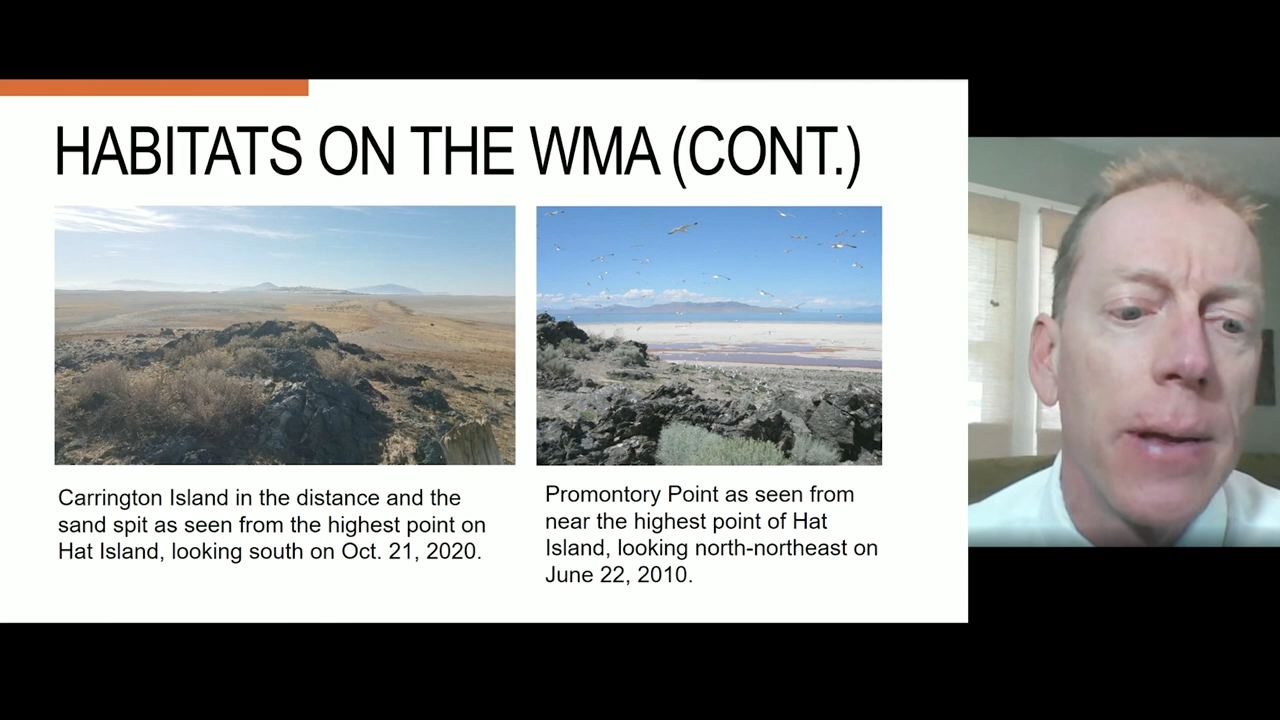 HABITATS ON THE WMA (CONT.)
Carrington Island in the distance and the
sand spit as seen from the highest point on
Hat Island, looking south on Oct. 21, 2020.
Promontory Point as seen from
near the highest point of Hat
Island, looking north-northeast on
June 22, 2010.